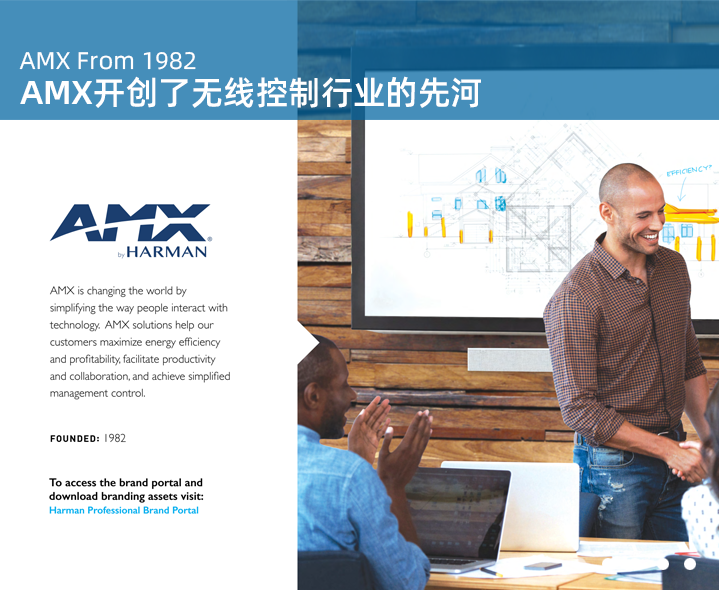 AMX From 1982
AMX开创了无线控制行业的先河
AMX®
by HARMAN
AMX is changing the world by
simplifying the way people interact with
technology. AMX solutions help our
customers maximize energy efficiency
and profitability, facilitate productivity
and collaboration, and achieve simplified
management control.
FOUNDED: 1982
To access the brand portal and
download branding assets visit:
Harman Professional Brand Portal
EFFICIENCY?